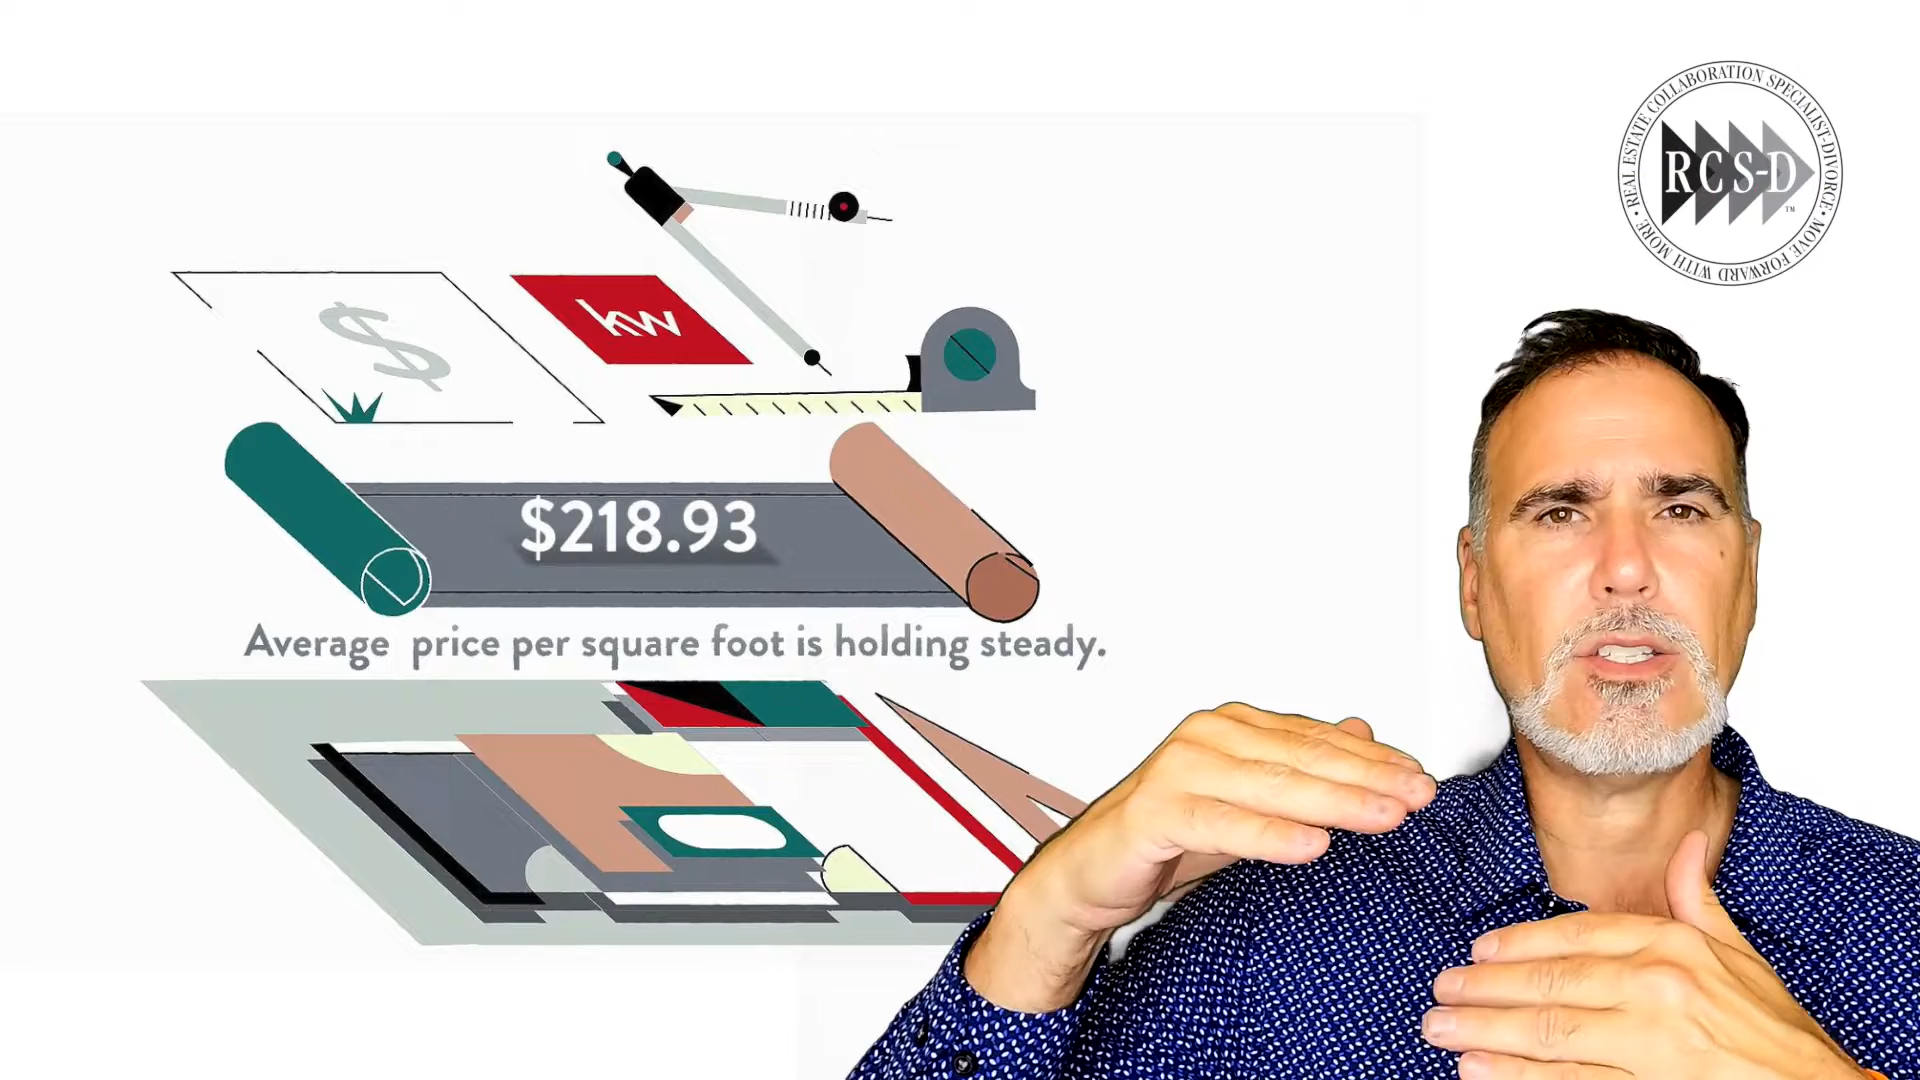 REAL ESTATE COLLABORATION SPECIALIST-DIVORCE • MOVE FORWARD WITH MORE •
RCS-D
™
$
kw
$218.93
Average price per square foot is holding steady.